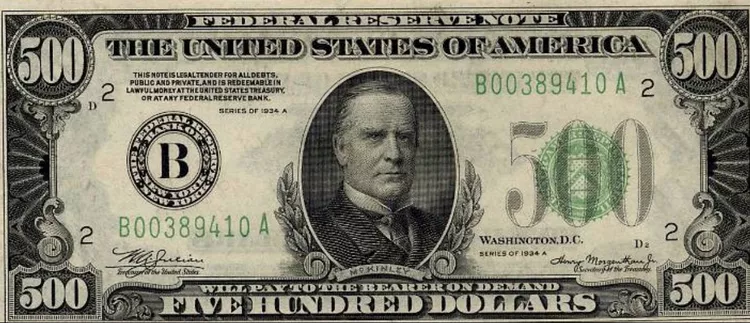 FEDERAL RESERVE NOTE
500
THE UNITED STATES OF AMERICA
500
THIS NOTE IS LEGAL TENDER FOR ALL DEBTS,
PUBLIC AND PRIVATE, AND IS REDEEMABLE IN
LAWFUL MONEY AT THE UNITED STATES TREASURY,
OR AT ANY FEDERAL RESERVE BANK.
D 2
B00389410 A 2
SERIES OF 1934 A
FEDERAL RESERVE
BANK OF
B
NEW YORK
NEW YORK
500
B00389410 A
2
2
WASHINGTON, D.C.
D2
SERIES OF 1934 A
W A Julian
Treasurer of the United States.
Henry Morgenthau Jr.
Secretary of the Treasury.
McKINLEY
500
WILL PAY TO THE BEARER ON DEMAND
FIVE HUNDRED DOLLARS
500